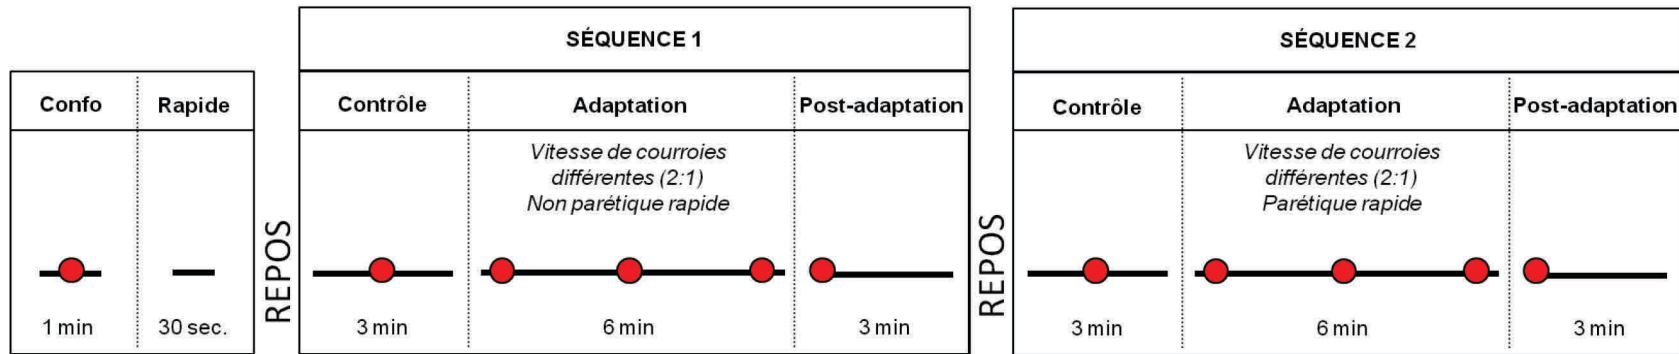 Confo
Rapide
1 min
30 sec.
REPOS
SÉQUENCE 1
Contrôle
Adaptation
Post-adaptation
Vitesse de courroies
différentes (2:1)
Non parétique rapide
3 min
6 min
3 min
REPOS
SÉQUENCE 2
Contrôle
Adaptation
Post-adaptation
Vitesse de courroies
différentes (2:1)
Parétique rapide
3 min
6 min
3 min